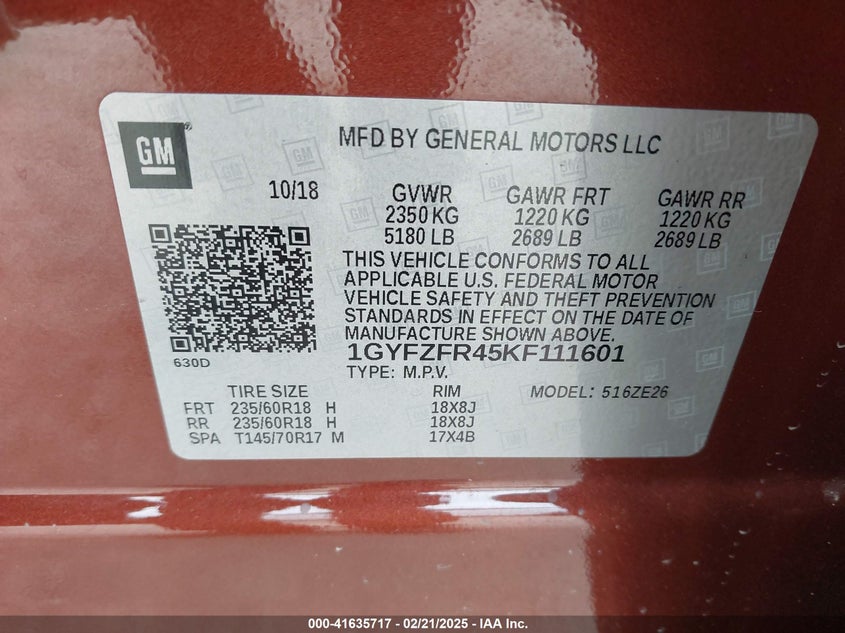 GM
MFD BY GENERAL MOTORS LLC
10/18
GVWR GAWR FRT GAWR RR
2350 KG 1220 KG 1220 KG
5180 LB 2689 LB 2689 LB
THIS VEHICLE CONFORMS TO ALL
APPLICABLE U.S. FEDERAL MOTOR
VEHICLE SAFETY AND THEFT PREVENTION
STANDARDS IN EFFECT ON THE DATE OF
MANUFACTURE SHOWN ABOVE.
1GYFZFR45KF111601
630D
TYPE: M.P.V.
TIRE SIZE RIM MODEL: 516ZE26
FRT 235/60R18 H 18X8J
RR 235/60R18 H 18X8J
SPA T145/70R17 M 17X4B
000-41635717 - 02/21/2025 - IAA Inc.